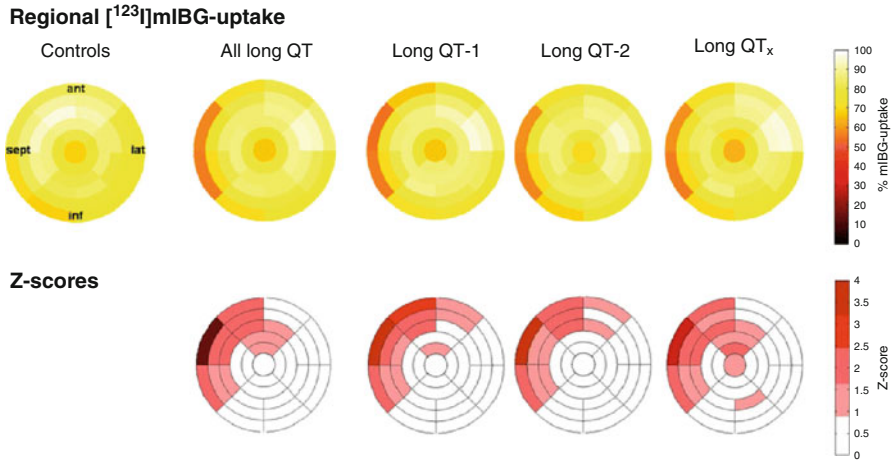 Regional [¹²³I]mIBG-uptake
Controls
All long QT
Long QT-1
Long QT-2
Long QTₓ
ant
sept
lat
inf
100
90
80
70
60
50
40
30
20
10
0
% mIBG-uptake
Z-scores
4
3.5
3
2.5
2
1.5
1
0.5
0
Z-score